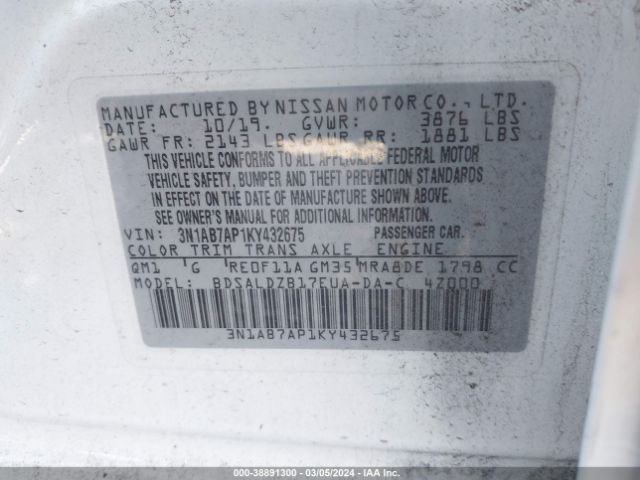 MANUFACTURED BY NISSAN MOTOR CO., LTD.
DATE: 10/19. GVWR: 3876 LBS
GAWR FR: 2143 LBS GAWR RR: 1881 LBS
THIS VEHICLE CONFORMS TO ALL APPLICABLE FEDERAL MOTOR
VEHICLE SAFETY, BUMPER AND THEFT PREVENTION STANDARDS
IN EFFECT ON THE DATE OF MANUFACTURE SHOWN ABOVE.
SEE OWNER'S MANUAL FOR ADDITIONAL INFORMATION.
VIN: 3N1AB7AP1KY432675 PASSENGER CAR.
COLOR TRIM TRANS AXLE ENGINE
QM1 G RE0F11A GM35 MRA8DE 1798 CC
MODEL: BDSALDZB17EUA-DA-C 4Z000
3N1AB7AP1KY432675
000-38891300 — 03/05/2024 — IAA Inc.